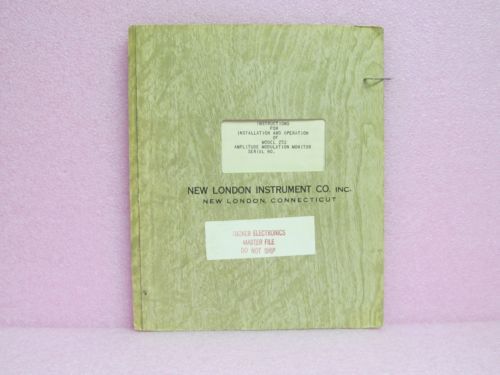 INSTRUCTIONS
FOR
INSTALLATION AND OPERATION
OF
MODEL 252
AMPLITUDE MODULATION MONITOR
SERIAL NO.
NEW LONDON INSTRUMENT CO. INC.
NEW LONDON, CONNECTICUT
TUCKER ELECTRONICS
MASTER FILE
DO NOT SHIP